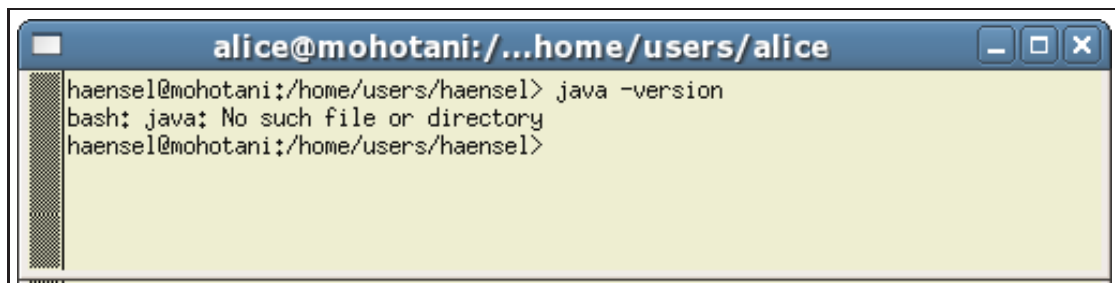 alice@mohotani:/...home/users/alice
haensel@mohotani:/home/users/haensel> java -version
bash: java: No such file or directory
haensel@mohotani:/home/users/haensel>